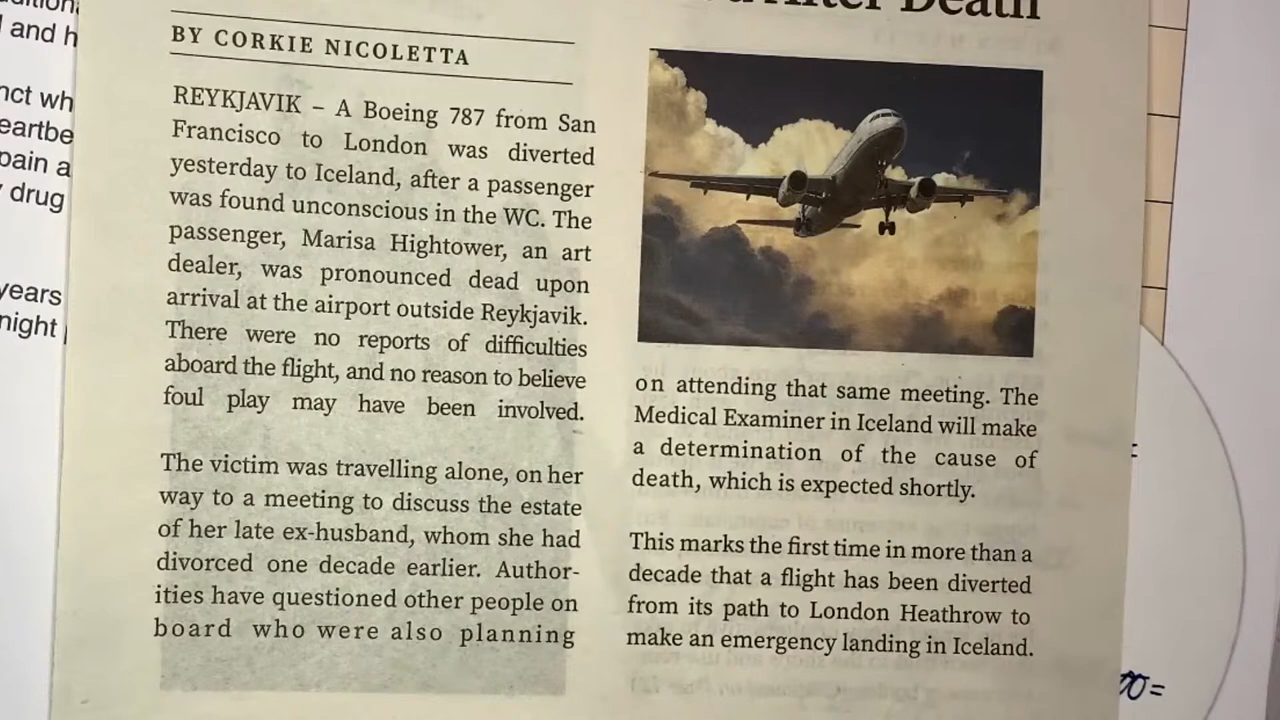 After Death
BY CORKIE NICOLETTA
REYKJAVIK – A Boeing 787 from San
Francisco to London was diverted
yesterday to Iceland, after a passenger
was found unconscious in the WC. The
passenger, Marisa Hightower, an art
dealer, was pronounced dead upon
arrival at the airport outside Reykjavik.
There were no reports of difficulties
aboard the flight, and no reason to believe
foul play may have been involved.
The victim was travelling alone, on her
way to a meeting to discuss the estate
of her late ex-husband, whom she had
divorced one decade earlier. Author-
ities have questioned other people on
board who were also planning
on attending that same meeting. The
Medical Examiner in Iceland will make
a determination of the cause of
death, which is expected shortly.
This marks the first time in more than a
decade that a flight has been diverted
from its path to London Heathrow to
make an emergency landing in Iceland.
and h
pain a
drug
years
night